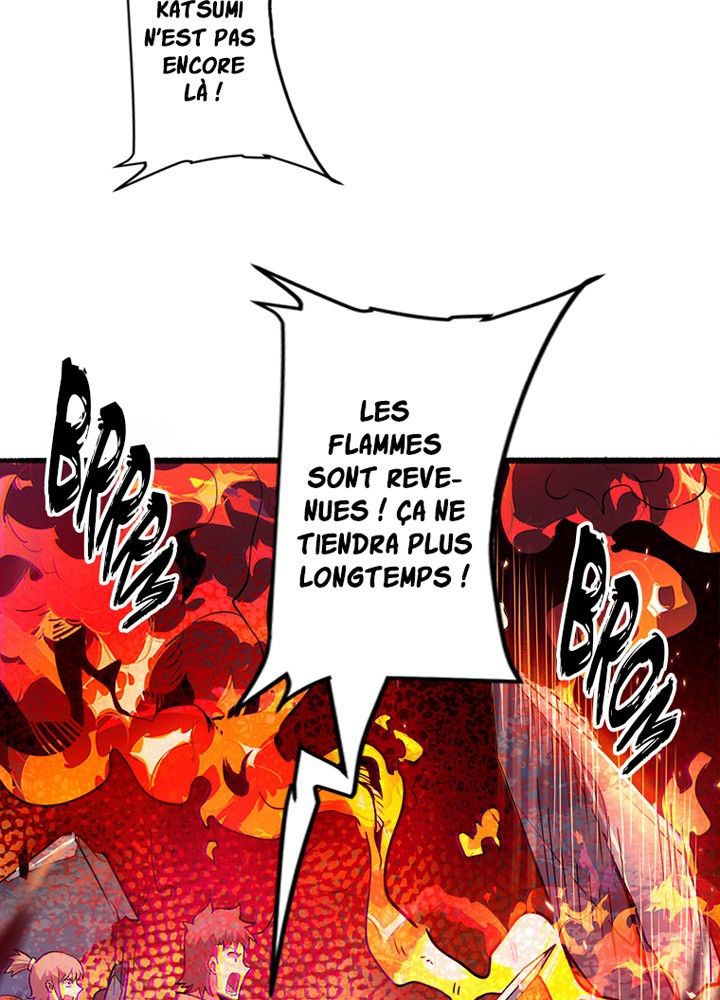 KATSUMI
N'EST PAS
ENCORE
LÀ !
LES
FLAMMES
SONT REVE-
NUES ! ÇA NE
TIENDRA PLUS
LONGTEMPS !
BRRRM
BROM